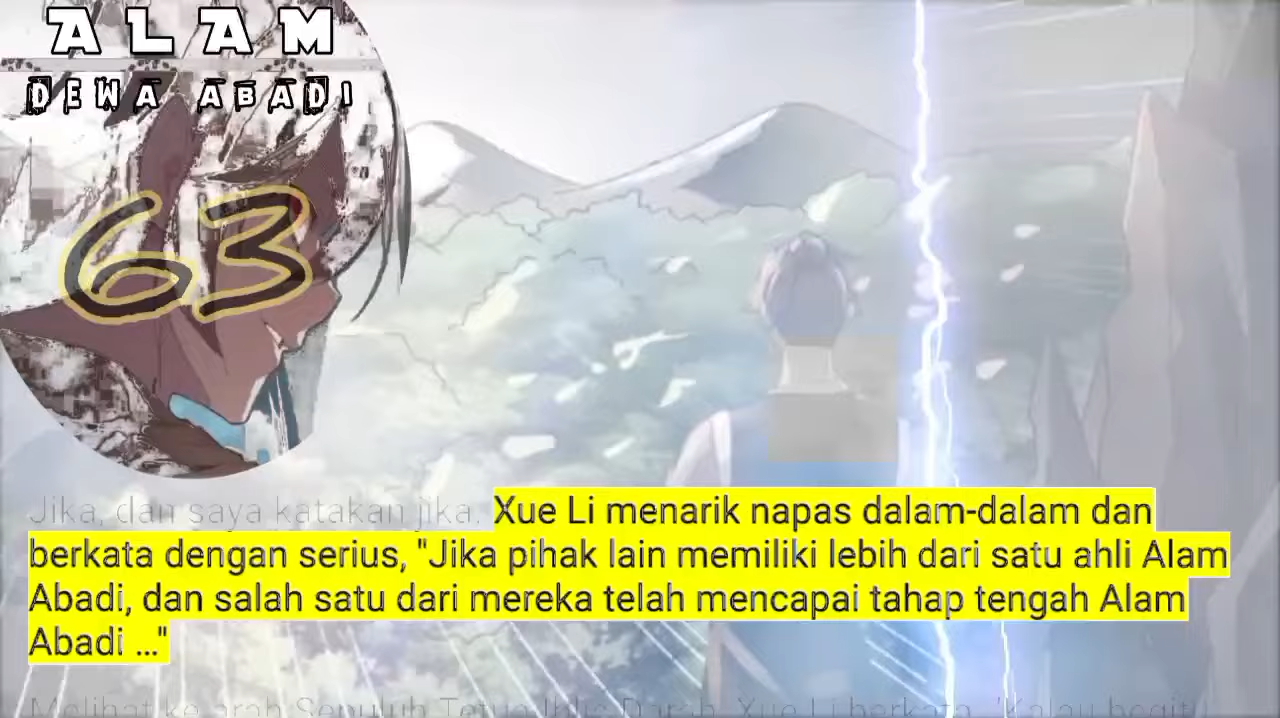 ALAM
DEWA ABADI
63
Jika, dan saya katakan jika. Xue Li menarik napas dalam-dalam dan
berkata dengan serius, "Jika pihak lain memiliki lebih dari satu ahli Alam
Abadi, dan salah satu dari mereka telah mencapai tahap tengah Alam
Abadi ..."
Melihat ke arah Sepuluh Tetua Iblis Darah, Xue Li berkata, "Kalau begitu